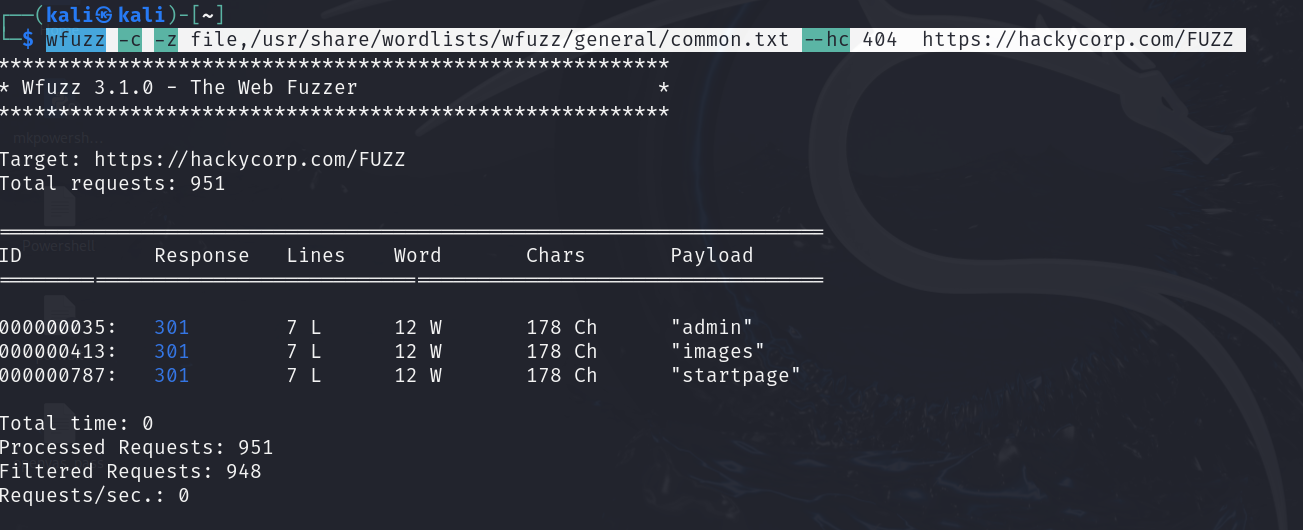 ┌──(kali㉿kali)-[~]
└─$ wfuzz -c -z file,/usr/share/wordlists/wfuzz/general/common.txt --hc 404  https://hackycorp.com/FUZZ
********************************************************
* Wfuzz 3.1.0 - The Web Fuzzer                         *
********************************************************
mkpowersh...
Target: https://hackycorp.com/FUZZ
Total requests: 951
=====================================================================
Powershell
ID           Response   Lines    Word       Chars       Payload
=====================================================================
000000035:   301        7 L      12 W       178 Ch      "admin"
000000413:   301        7 L      12 W       178 Ch      "images"
000000787:   301        7 L      12 W       178 Ch      "startpage"
Total time: 0
Processed Requests: 951
Filtered Requests: 948
Requests/sec.: 0